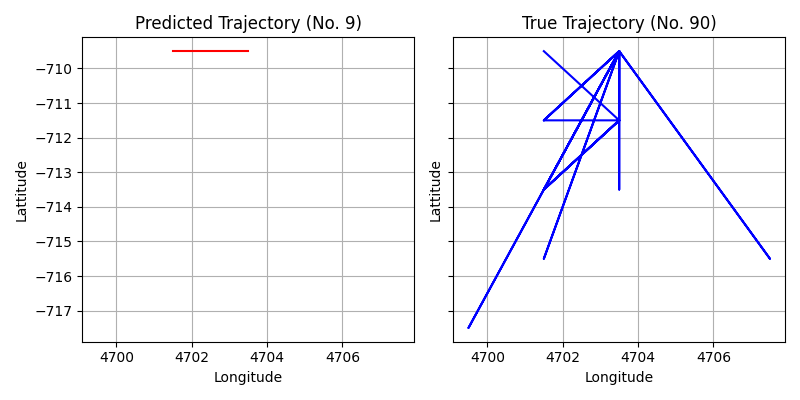 Predicted Trajectory (No. 9)
True Trajectory (No. 90)
−710
−711
−712
−713
−714
−715
−716
−717
Lattitude
Lattitude
4700
4702
4704
4706
4700
4702
4704
4706
Longitude
Longitude